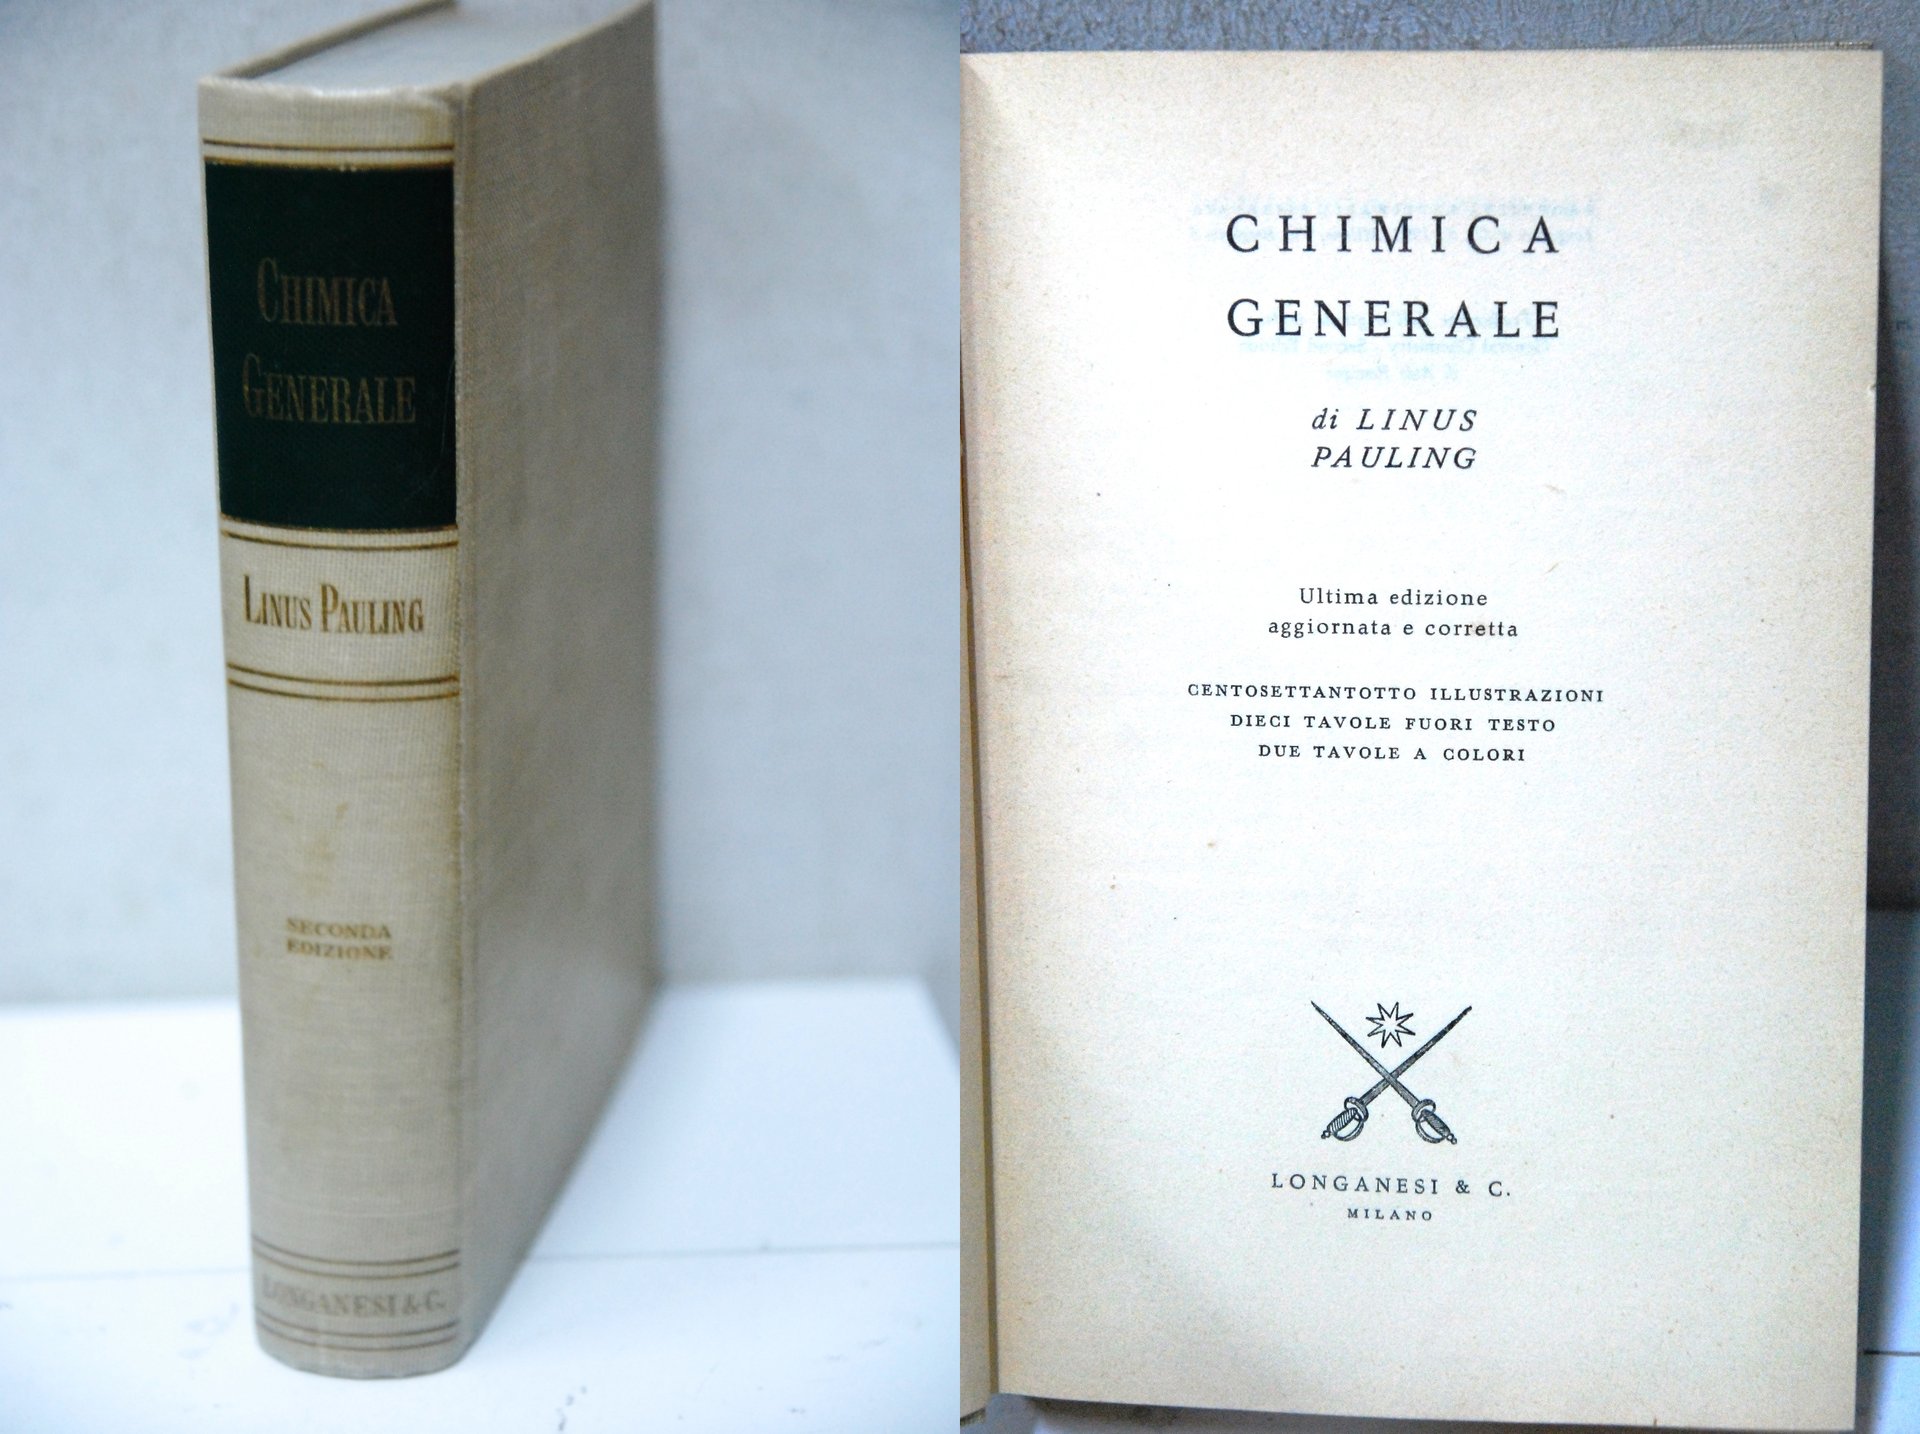 CHIMICA
GENERALE
LINUS PAULING
SECONDA
EDIZIONE
LONGANESI & C.
CHIMICA
GENERALE
di LINUS
PAULING
Ultima edizione
aggiornata e corretta
CENTOSETTANTOTTO ILLUSTRAZIONI
DIECI TAVOLE FUORI TESTO
DUE TAVOLE A COLORI
LONGANESI & C.
MILANO